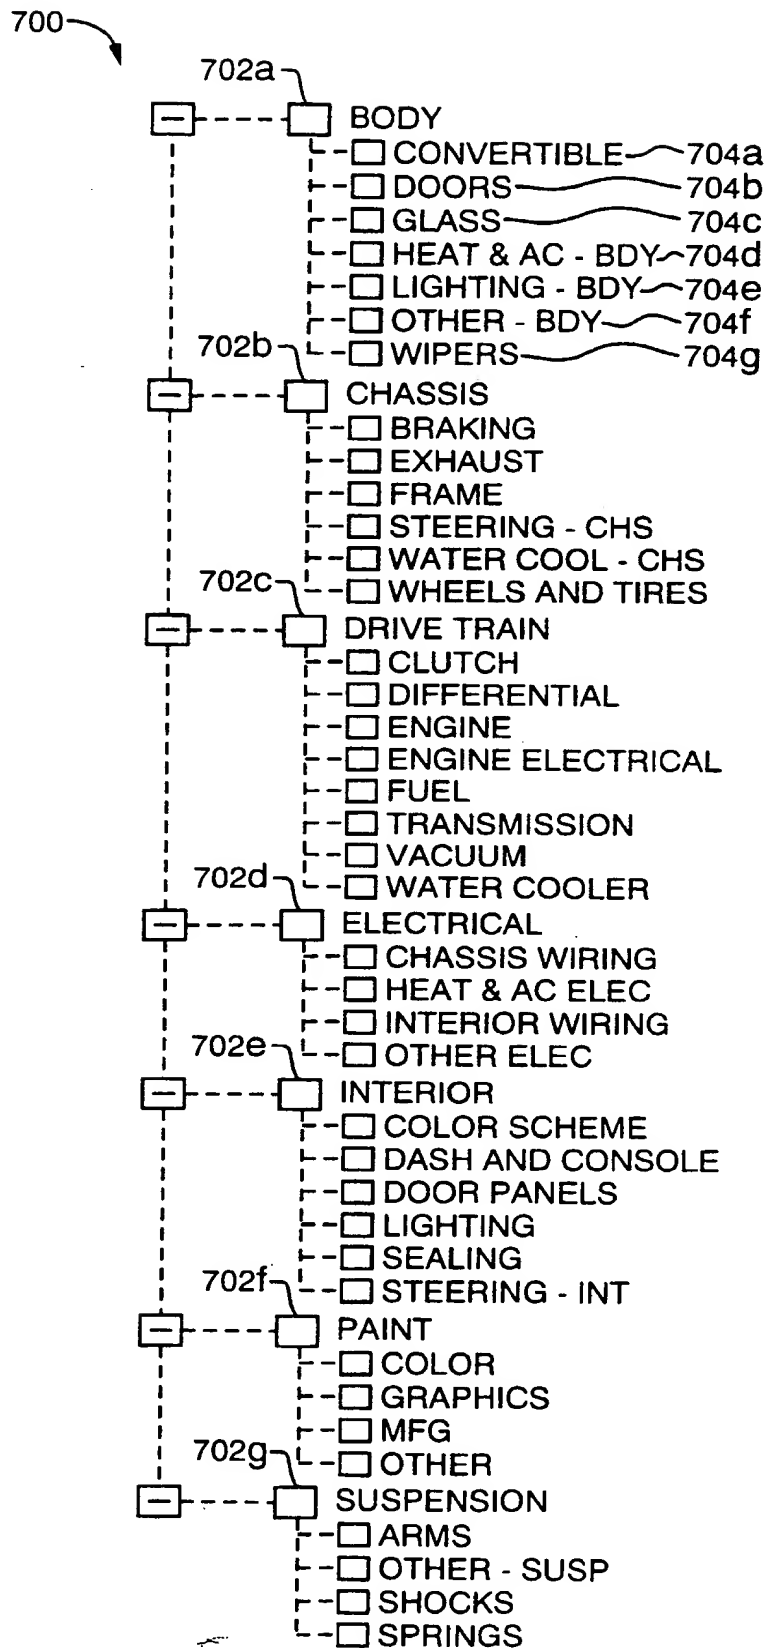 700
702a
BODY
CONVERTIBLE 704a
DOORS 704b
GLASS 704c
HEAT & AC - BDY 704d
LIGHTING - BDY 704e
OTHER - BDY 704f
WIPERS 704g
702b
CHASSIS
BRAKING
EXHAUST
FRAME
STEERING - CHS
WATER COOL - CHS
WHEELS AND TIRES
702c
DRIVE TRAIN
CLUTCH
DIFFERENTIAL
ENGINE
ENGINE ELECTRICAL
FUEL
TRANSMISSION
VACUUM
WATER COOLER
702d
ELECTRICAL
CHASSIS WIRING
HEAT & AC ELEC
INTERIOR WIRING
OTHER ELEC
702e
INTERIOR
COLOR SCHEME
DASH AND CONSOLE
DOOR PANELS
LIGHTING
SEALING
STEERING - INT
702f
PAINT
COLOR
GRAPHICS
MFG
OTHER
702g
SUSPENSION
ARMS
OTHER - SUSP
SHOCKS
SPRINGS